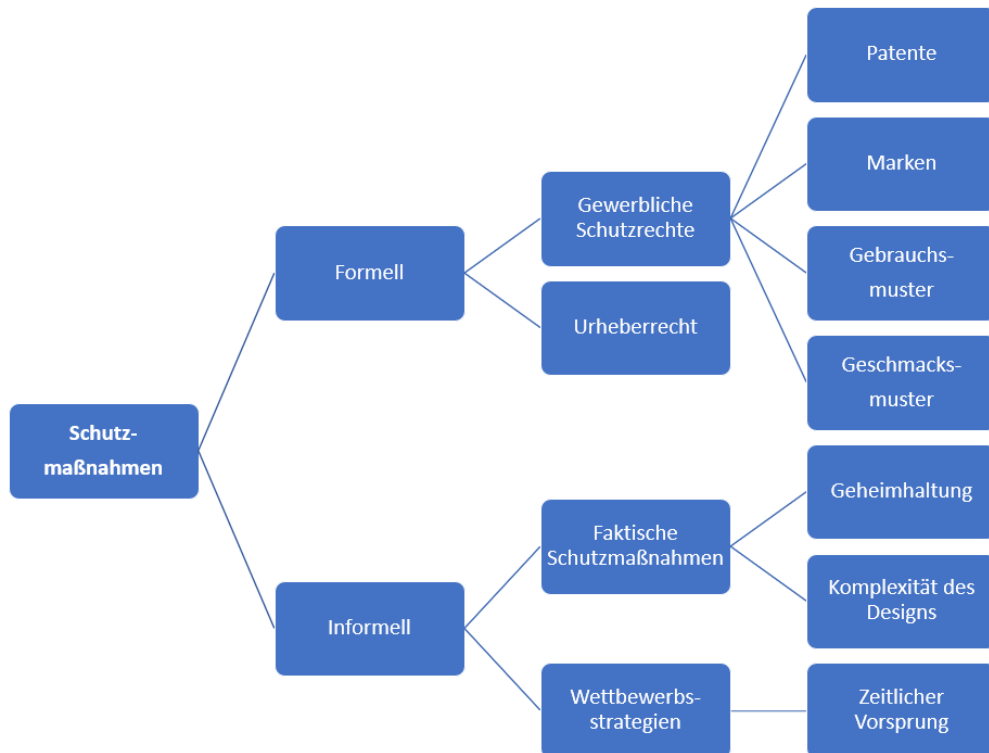 Schutz-
maßnahmen
Formell
Informell
Gewerbliche
Schutzrechte
Urheberrecht
Faktische
Schutzmaßnahmen
Wettbewerbs-
strategien
Patente
Marken
Gebrauchs-
muster
Geschmacks-
muster
Geheimhaltung
Komplexität des
Designs
Zeitlicher
Vorsprung